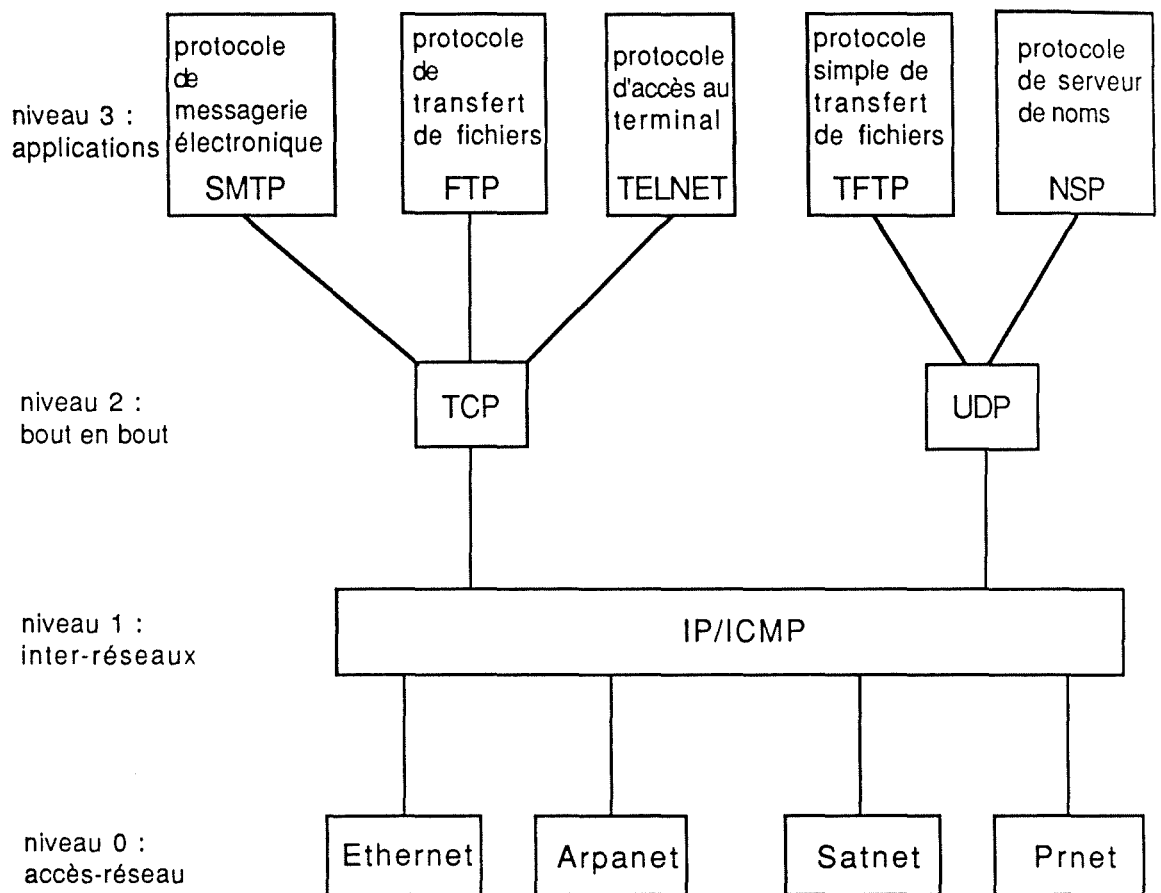 niveau 3 :
applications
protocole
de
messagerie
électronique
SMTP
protocole
de
transfert
de fichiers
FTP
protocole
d'accès au
terminal
TELNET
protocole
simple de
transfert
de fichiers
TFTP
protocole
de serveur
de noms
NSP
niveau 2 :
bout en bout
TCP
UDP
niveau 1 :
inter-réseaux
IP/ICMP
niveau 0 :
accès-réseau
Ethernet
Arpanet
Satnet
Prnet